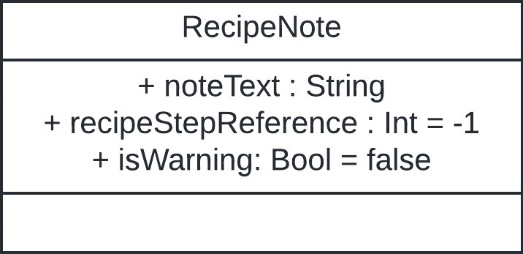 RecipeNote
+ noteText : String
+ recipeStepReference : Int = -1
+ isWarning: Bool = false